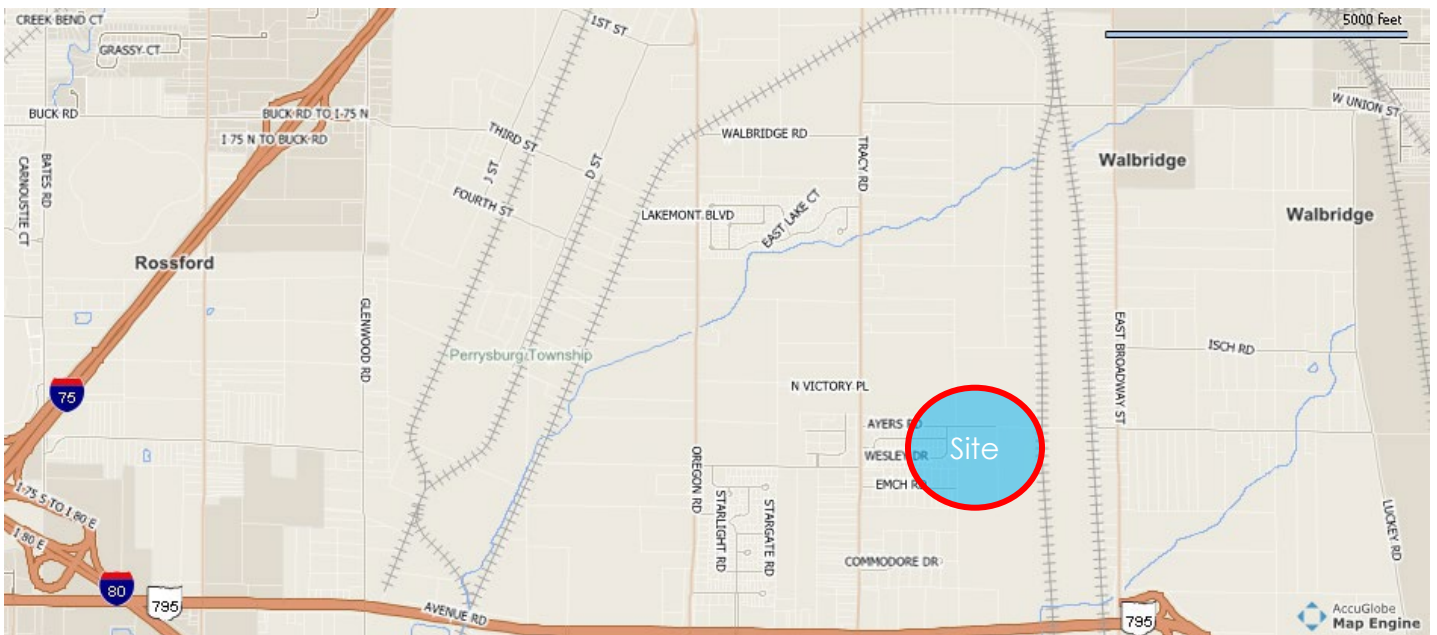 CREEK BEND CT
GRASSY CT
1ST ST
5000 feet
BUCK RD
BUCK RD TO I-75 N
I-75 N TO BUCK RD
THIRD ST
J ST
D ST
FOURTH ST
WALBRIDGE RD
TRACY RD
W UNION ST
Walbridge
Walbridge
BATES RD
CARNOUSTIE CT
LAKEMONT BLVD
EAST LAKE CT
Rossford
GLENWOOD RD
Perrysburg Township
EAST BROADWAY ST
ISCH RD
75
N VICTORY PL
AYERS RD
WESLEY DR
EMCH RD
Site
OREGON RD
STARLIGHT RD
STARGATE RD
LUCKEY RD
I-75 S TO I 80 E
I-80 E
COMMODORE DR
80
795
AVENUE RD
795
AccuGlobe
Map Engine